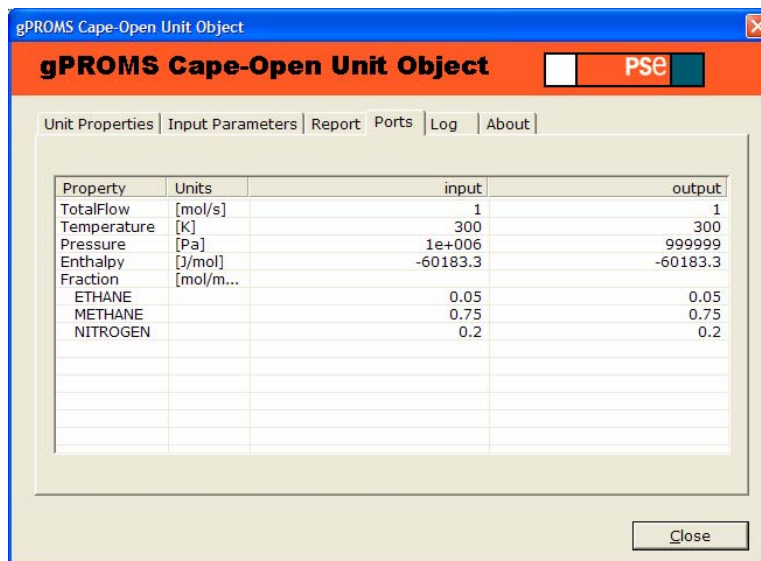 gPROMS Cape-Open Unit Object
gPROMS Cape-Open Unit Object PSe
Unit Properties Input Parameters Report Ports Log About
Property Units input output
TotalFlow [mol/s] 1 1
Temperature [K] 300 300
Pressure [Pa] 1e+006 999999
Enthalpy [J/mol] -60183.3 -60183.3
Fraction [mol/m...
ETHANE 0.05 0.05
METHANE 0.75 0.75
NITROGEN 0.2 0.2
Close